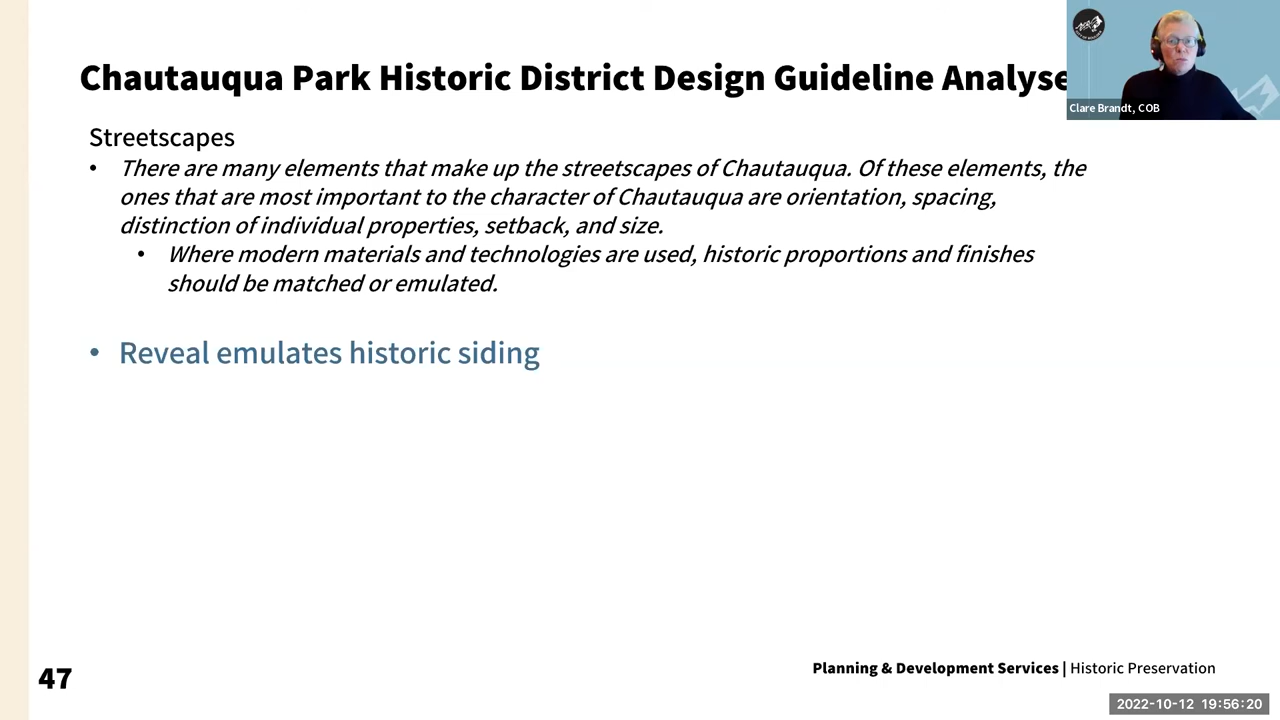 Chautauqua Park Historic District Design Guideline Analyse
Clare Brandt, COB
Streetscapes
• There are many elements that make up the streetscapes of Chautauqua. Of these elements, the
ones that are most important to the character of Chautauqua are orientation, spacing,
distinction of individual properties, setback, and size.
• Where modern materials and technologies are used, historic proportions and finishes
should be matched or emulated.
• Reveal emulates historic siding
47
Planning & Development Services | Historic Preservation
2022-10-12 19:56:20